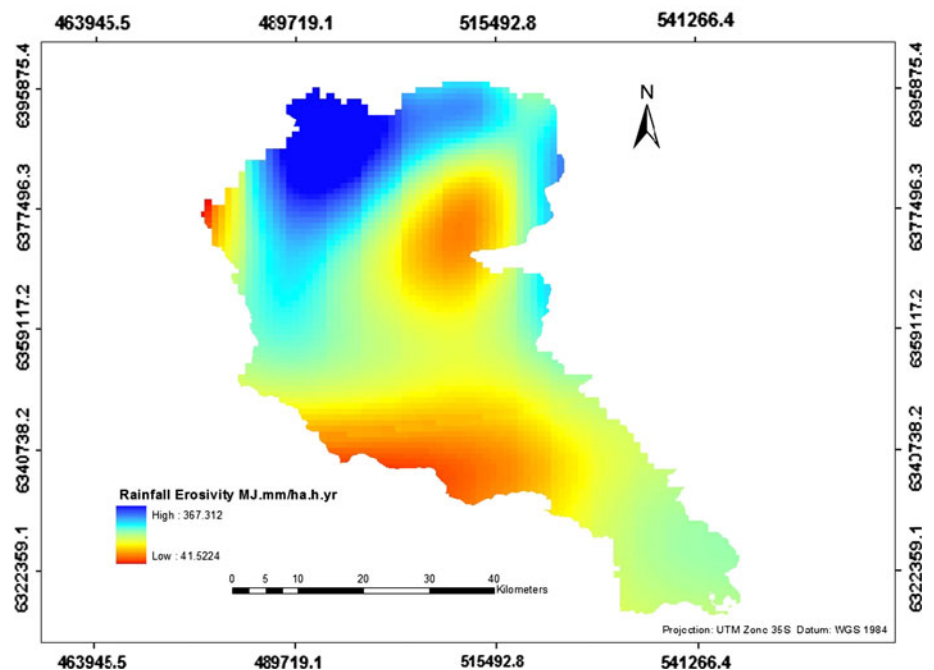 463945.5 489719.1 515492.8 541266.4
6395875.4 6395875.4
N
6377496.3 6377496.3
6359117.2 6359117.2
6340738.2 6340738.2
Rainfall Erosivity MJ.mm/ha.h.yr
High : 367.312
Low : 41.5224
6322359.1 6322359.1
0 5 10 20 30 40
Kilometers
Projection: UTM Zone 35S Datum: WGS 1984
463945.5 489719.1 515492.8 541266.4